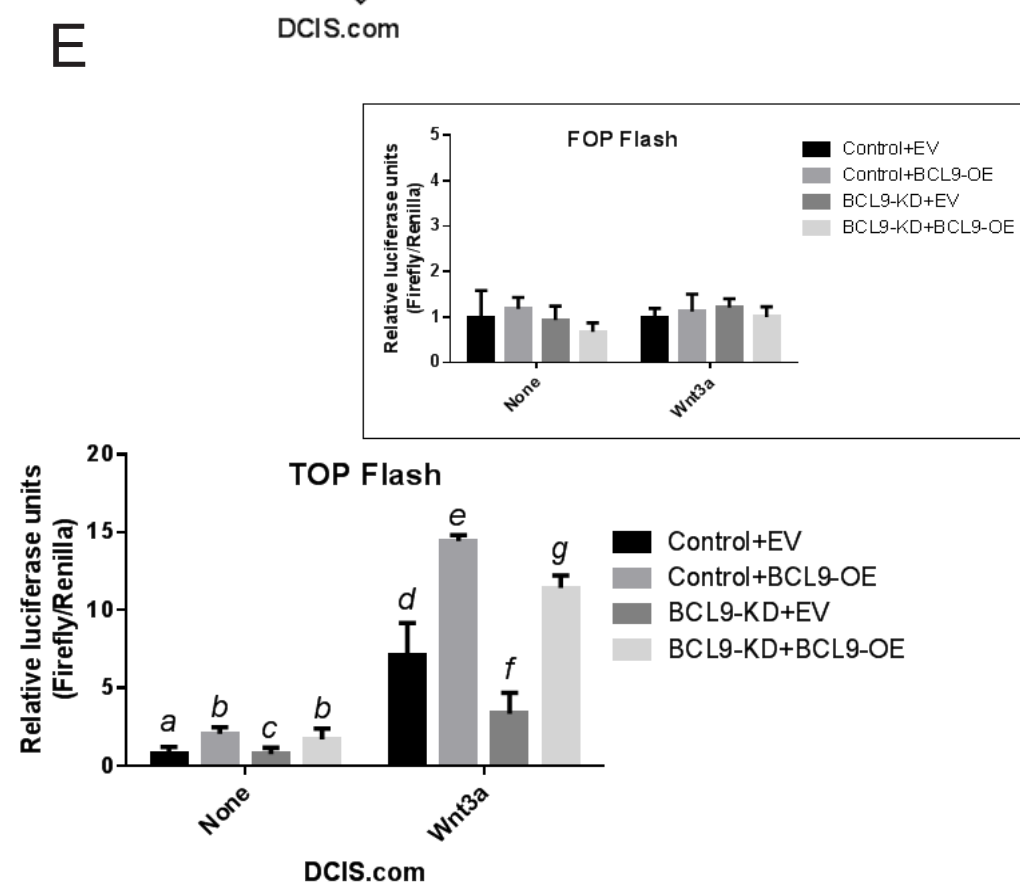 DCIS.com
E
FOP Flash
Relative luciferase units
(Firefly/Renilla)
5
4
3
2
1
0
None
Wnt3a
Control+EV
Control+BCL9-OE
BCL9-KD+EV
BCL9-KD+BCL9-OE
TOP Flash
Relative luciferase units
(Firefly/Renilla)
20
15
10
5
0
a
b
c
b
d
e
f
g
None
Wnt3a
Control+EV
Control+BCL9-OE
BCL9-KD+EV
BCL9-KD+BCL9-OE
DCIS.com